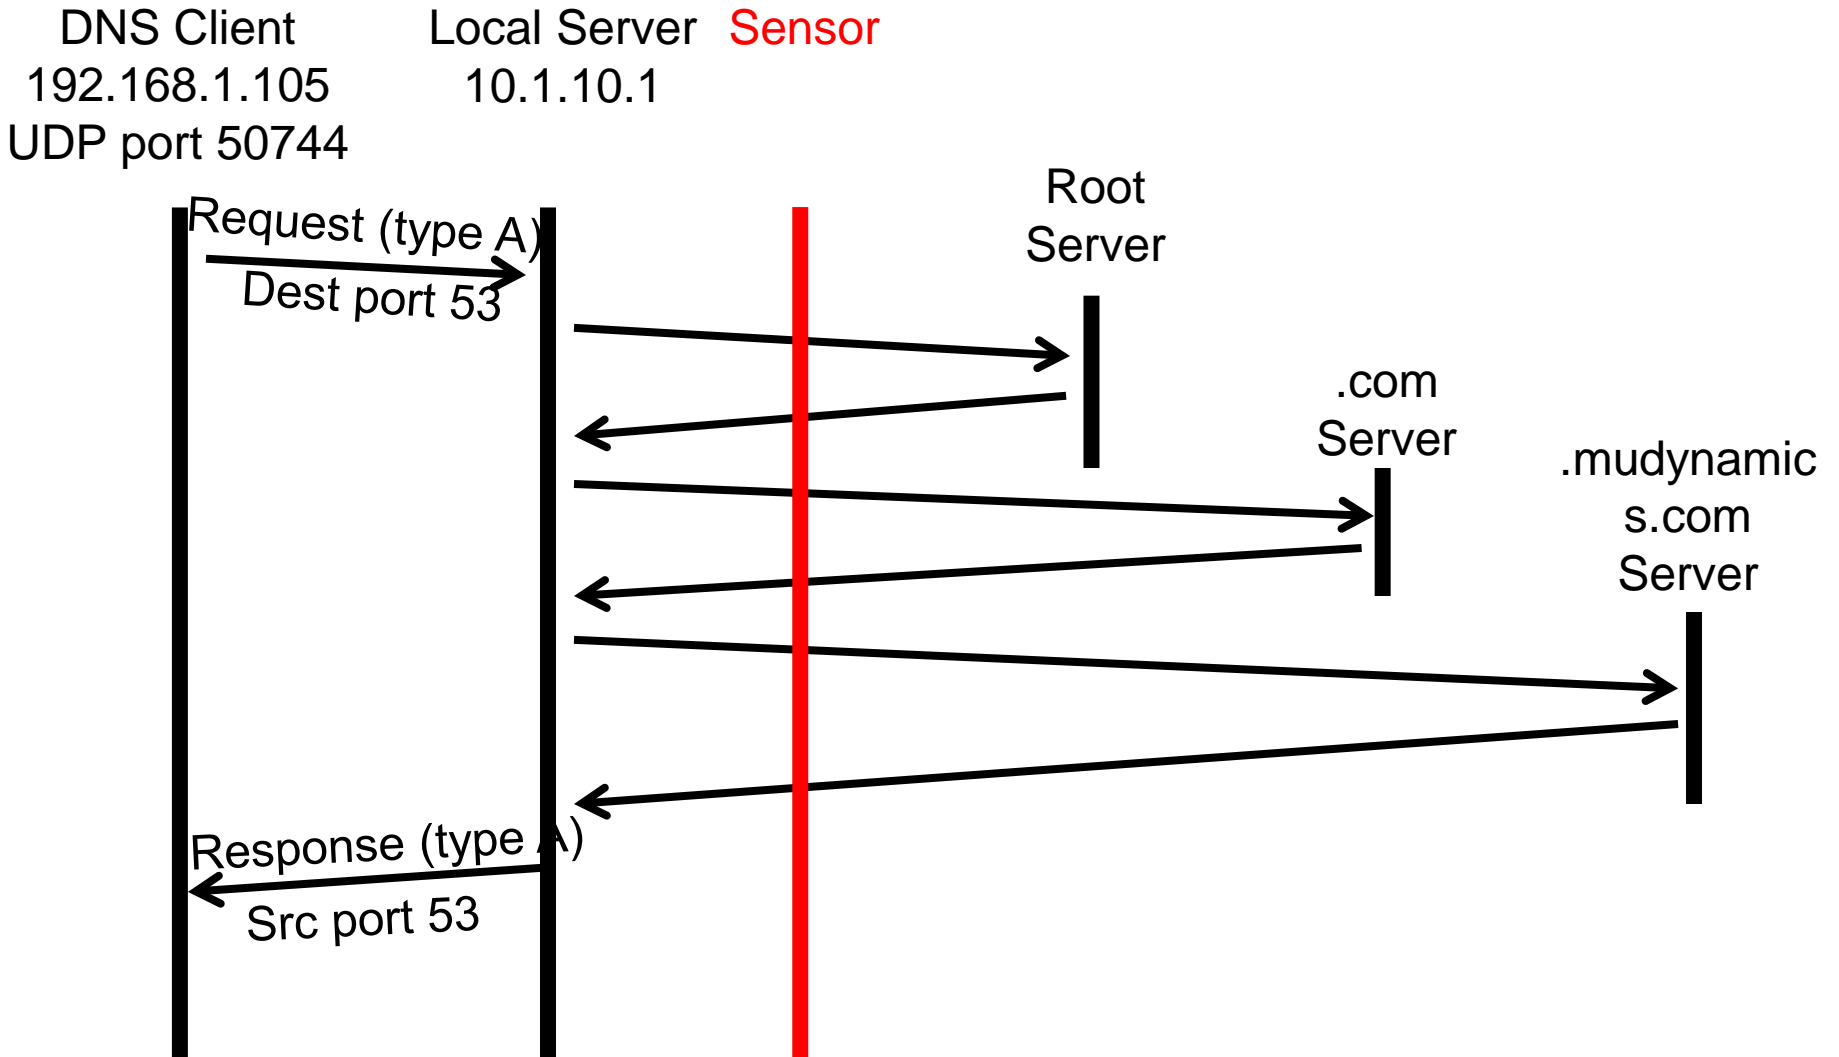 DNS Client
192.168.1.105
UDP port 50744
Local Server
10.1.10.1
Sensor
Root
Server
.com
Server
.mudynamic
s.com
Server
Request (type A)
Dest port 53
Response (type A)
Src port 53